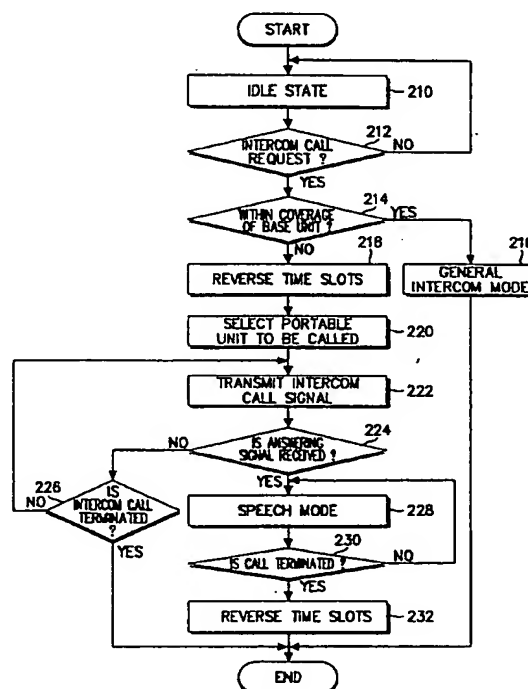 START
IDLE STATE
210
212
INTERCOM CALL
REQUEST ?
NO
YES
214
WITHIN COVERAGE
OF BASE UNIT ?
YES
NO
218
216
REVERSE TIME SLOTS
GENERAL
INTERCOM MODE
SELECT PORTABLE
UNIT TO BE CALLED
220
TRANSMIT INTERCOM
CALL SIGNAL
222
224
NO
IS ANSWERING
SIGNAL RECEIVED ?
YES
226
IS
INTERCOM CALL
TERMINATED
?
NO
YES
SPEECH MODE
228
230
IS CALL TERMINATED ?
NO
YES
REVERSE TIME SLOTS
232
END